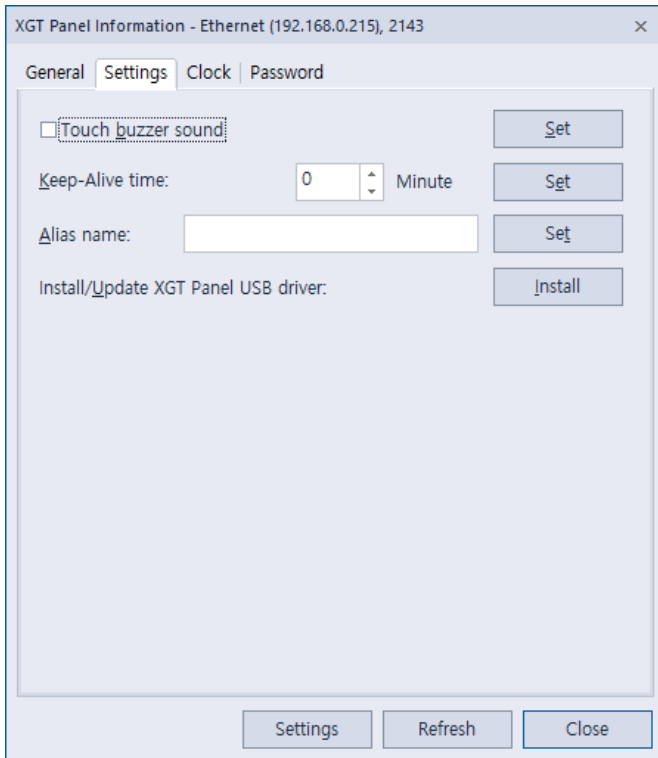 XGT Panel Information - Ethernet (192.168.0.215), 2143
General Settings Clock Password
Touch buzzer sound Set
Keep-Alive time: 0 Minute Set
Alias name: Set
Install/Update XGT Panel USB driver: Install
Settings Refresh Close